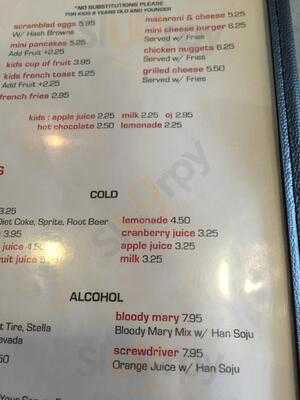 *NO SUBSTITUTIONS PLEASE
FOR KIDS 8 YEARS OLD AND YOUNGER
scrambled eggs 5.95
W/ Hash Browns
mini pancakes 5.25
Add Fruit +2.25
kids cup of fruit 3.95
kids french toast 5.25
Add Fruit +2.25
french fries 2.95
macaroni & cheese 5.25
mini cheese burger 6.25
Served w/ Fries
chicken nuggets 6.25
Served w/ Fries
grilled cheese 5.50
Served w/ Fries
kids : apple juice 2.25 milk 2.25 oj 2.95
hot chocolate 2.50 lemonade 2.25
COLD
3.25
Diet Coke, Sprite, Root Beer
3.95
juice 4.50
juice 5
lemonade 4.50
cranberry juice 3.25
apple juice 3.25
milk 3.25
ALCOHOL
Tire, Stella
bloody mary 7.95
Bloody Mary Mix w/ Han Soju
screwdriver 7.95
Orange Juice w/ Han Soju